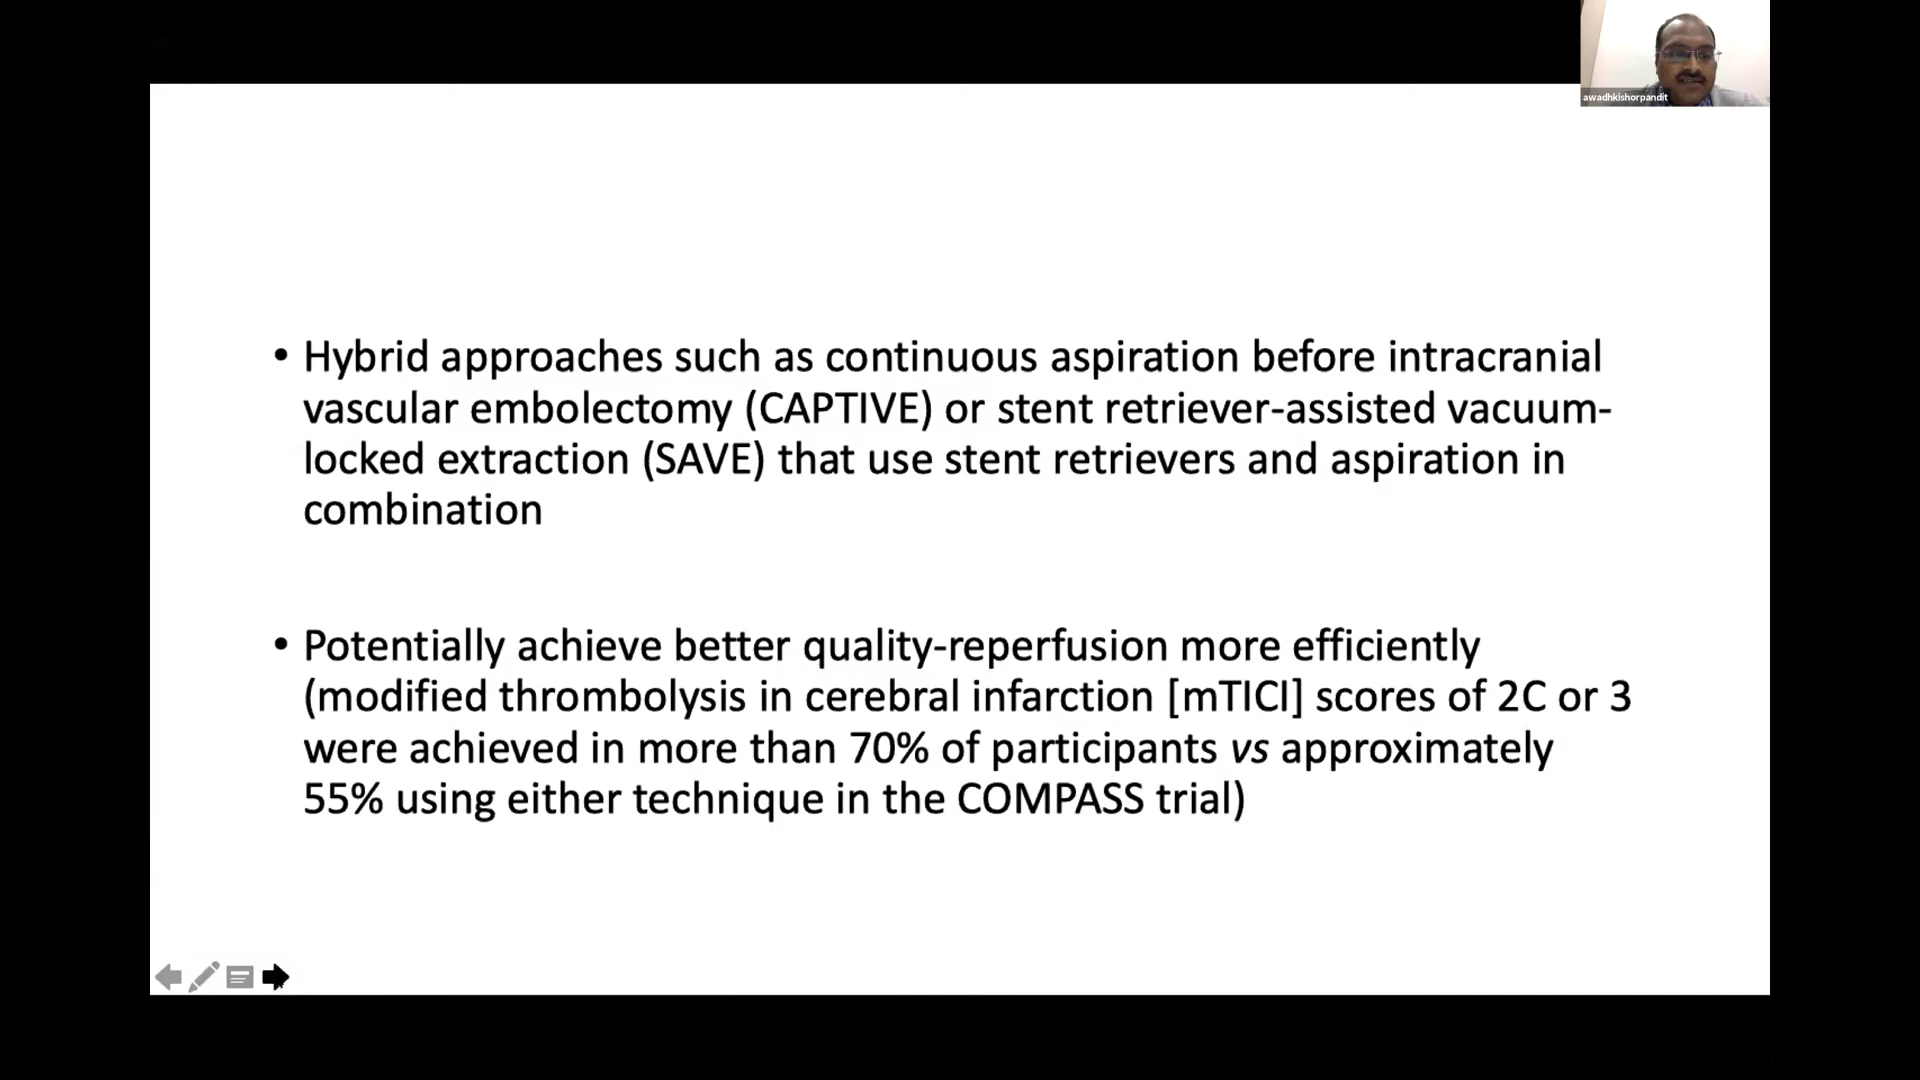 awadhkishorpandit
• Hybrid approaches such as continuous aspiration before intracranial
vascular embolectomy (CAPTIVE) or stent retriever-assisted vacuum-
locked extraction (SAVE) that use stent retrievers and aspiration in
combination
• Potentially achieve better quality-reperfusion more efficiently
(modified thrombolysis in cerebral infarction [mTICI] scores of 2C or 3
were achieved in more than 70% of participants vs approximately
55% using either technique in the COMPASS trial)